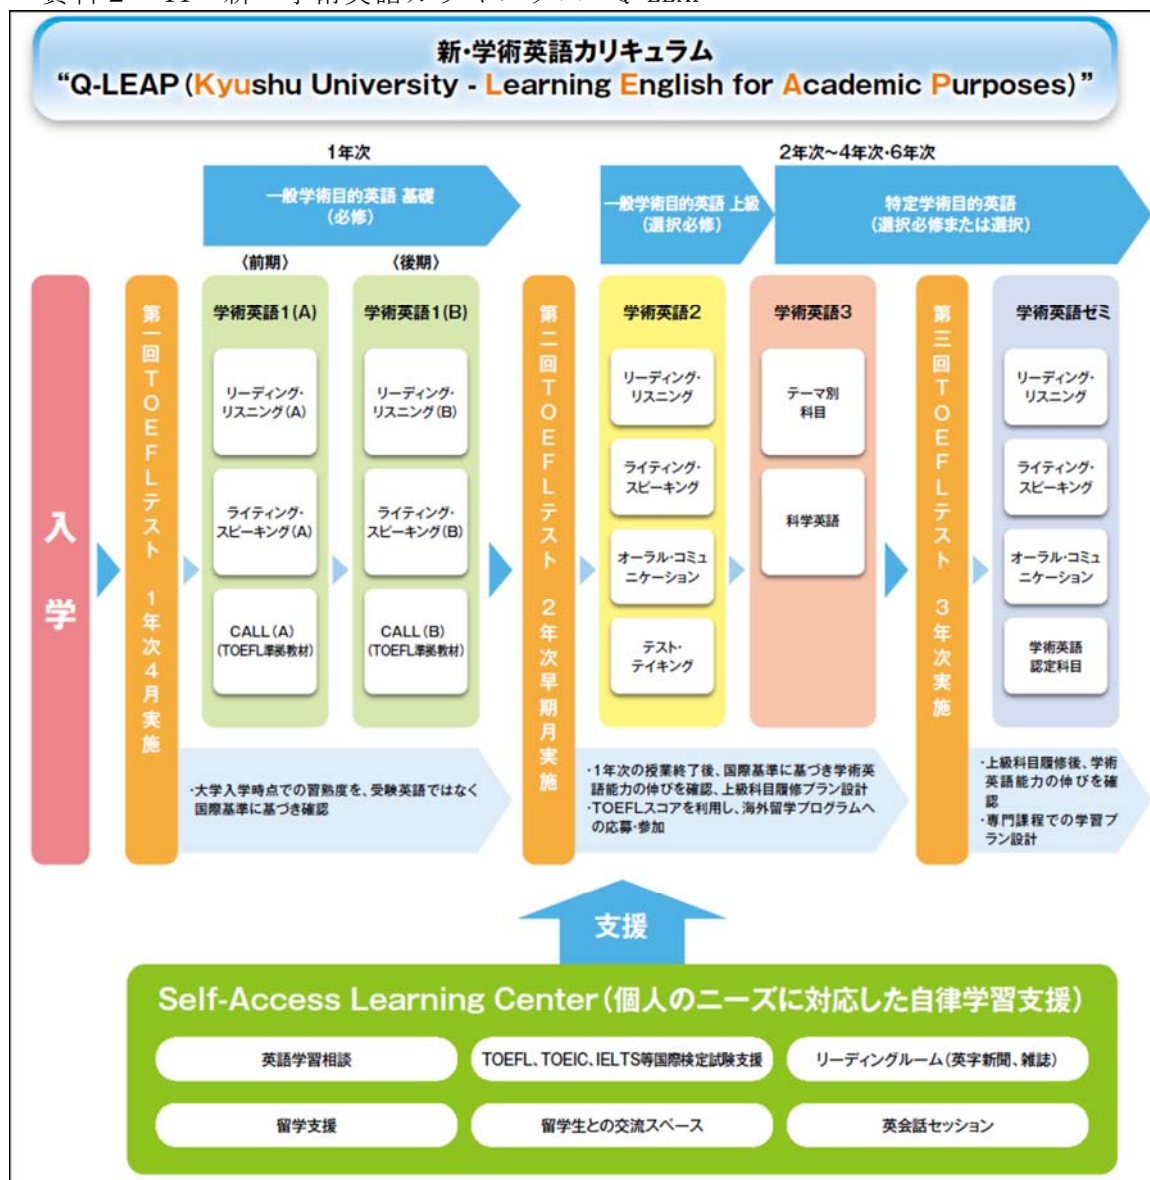 資料2-11 新・学術英語カリキュラム Q-LEAP
新・学術英語カリキュラム
“Q-LEAP(Kyushu University - Learning English for Academic Purposes)”
1年次
2年次~4年次・6年次
一般学術目的英語 基礎
(必修)
一般学術目的英語 上級
(選択必修)
特定学術目的英語
(選択必修または選択)
〈前期〉
〈後期〉
入学
第一回TOEFLテスト 1年次4月実施
学術英語1(A)
リーディング・
リスニング(A)
ライティング・
スピーキング(A)
CALL(A)
(TOEFL準拠教材)
学術英語1(B)
リーディング・
リスニング(B)
ライティング・
スピーキング(B)
CALL(B)
(TOEFL準拠教材)
第二回TOEFLテスト 2年次早期月実施
学術英語2
リーディング・
リスニング
ライティング・
スピーキング
オーラル・コミュ
ニケーション
テスト・
テイキング
学術英語3
テーマ別
科目
科学英語
第三回TOEFLテスト 3年次実施
学術英語ゼミ
リーディング・
リスニング
ライティング・
スピーキング
オーラル・コミュ
ニケーション
学術英語
認定科目
・大学入学時点での習熟度を、受験英語ではなく
国際基準に基づき確認
・1年次の授業終了後、国際基準に基づき学術英
語能力の伸びを確認、上級科目履修プラン設計
・TOEFLスコアを利用し、海外留学プログラムへ
の応募・参加
・上級科目履修後、学術
英語能力の伸びを確
認
・専門課程での学習プ
ラン設計
支援
Self-Access Learning Center(個人のニーズに対応した自律学習支援)
英語学習相談
TOEFL、TOEIC、IELTS等国際検定試験支援
リーディングルーム(英字新聞、雑誌)
留学支援
留学生との交流スペース
英会話セッション